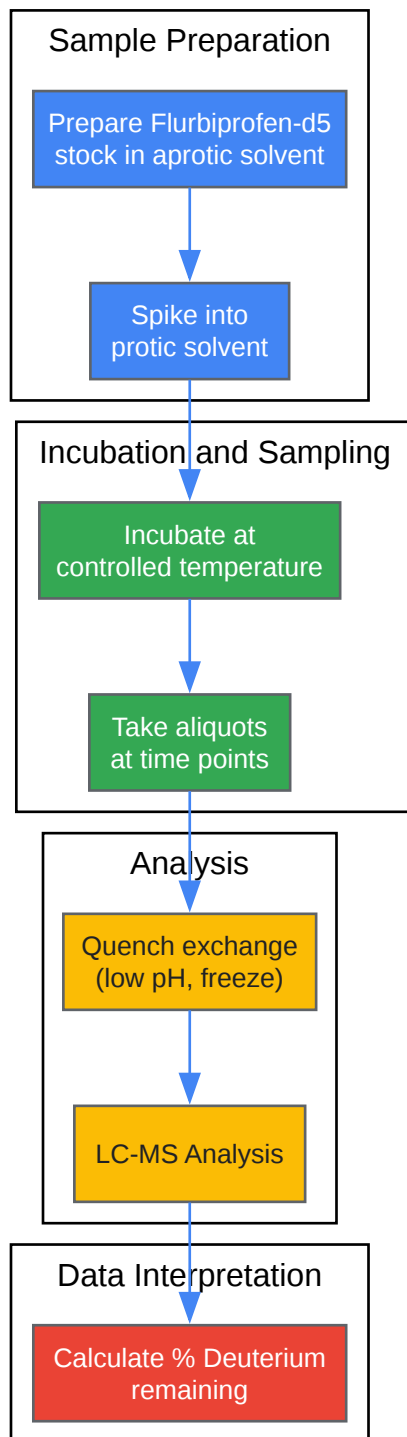 Sample Preparation
Prepare Flurbiprofen-d5
stock in aprotic solvent
Spike into
protic solvent
Incubation and Sampling
Incubate at
controlled temperature
Take aliquots
at time points
Analysis
Quench exchange
(low pH, freeze)
LC-MS Analysis
Data Interpretation
Calculate % Deuterium
remaining